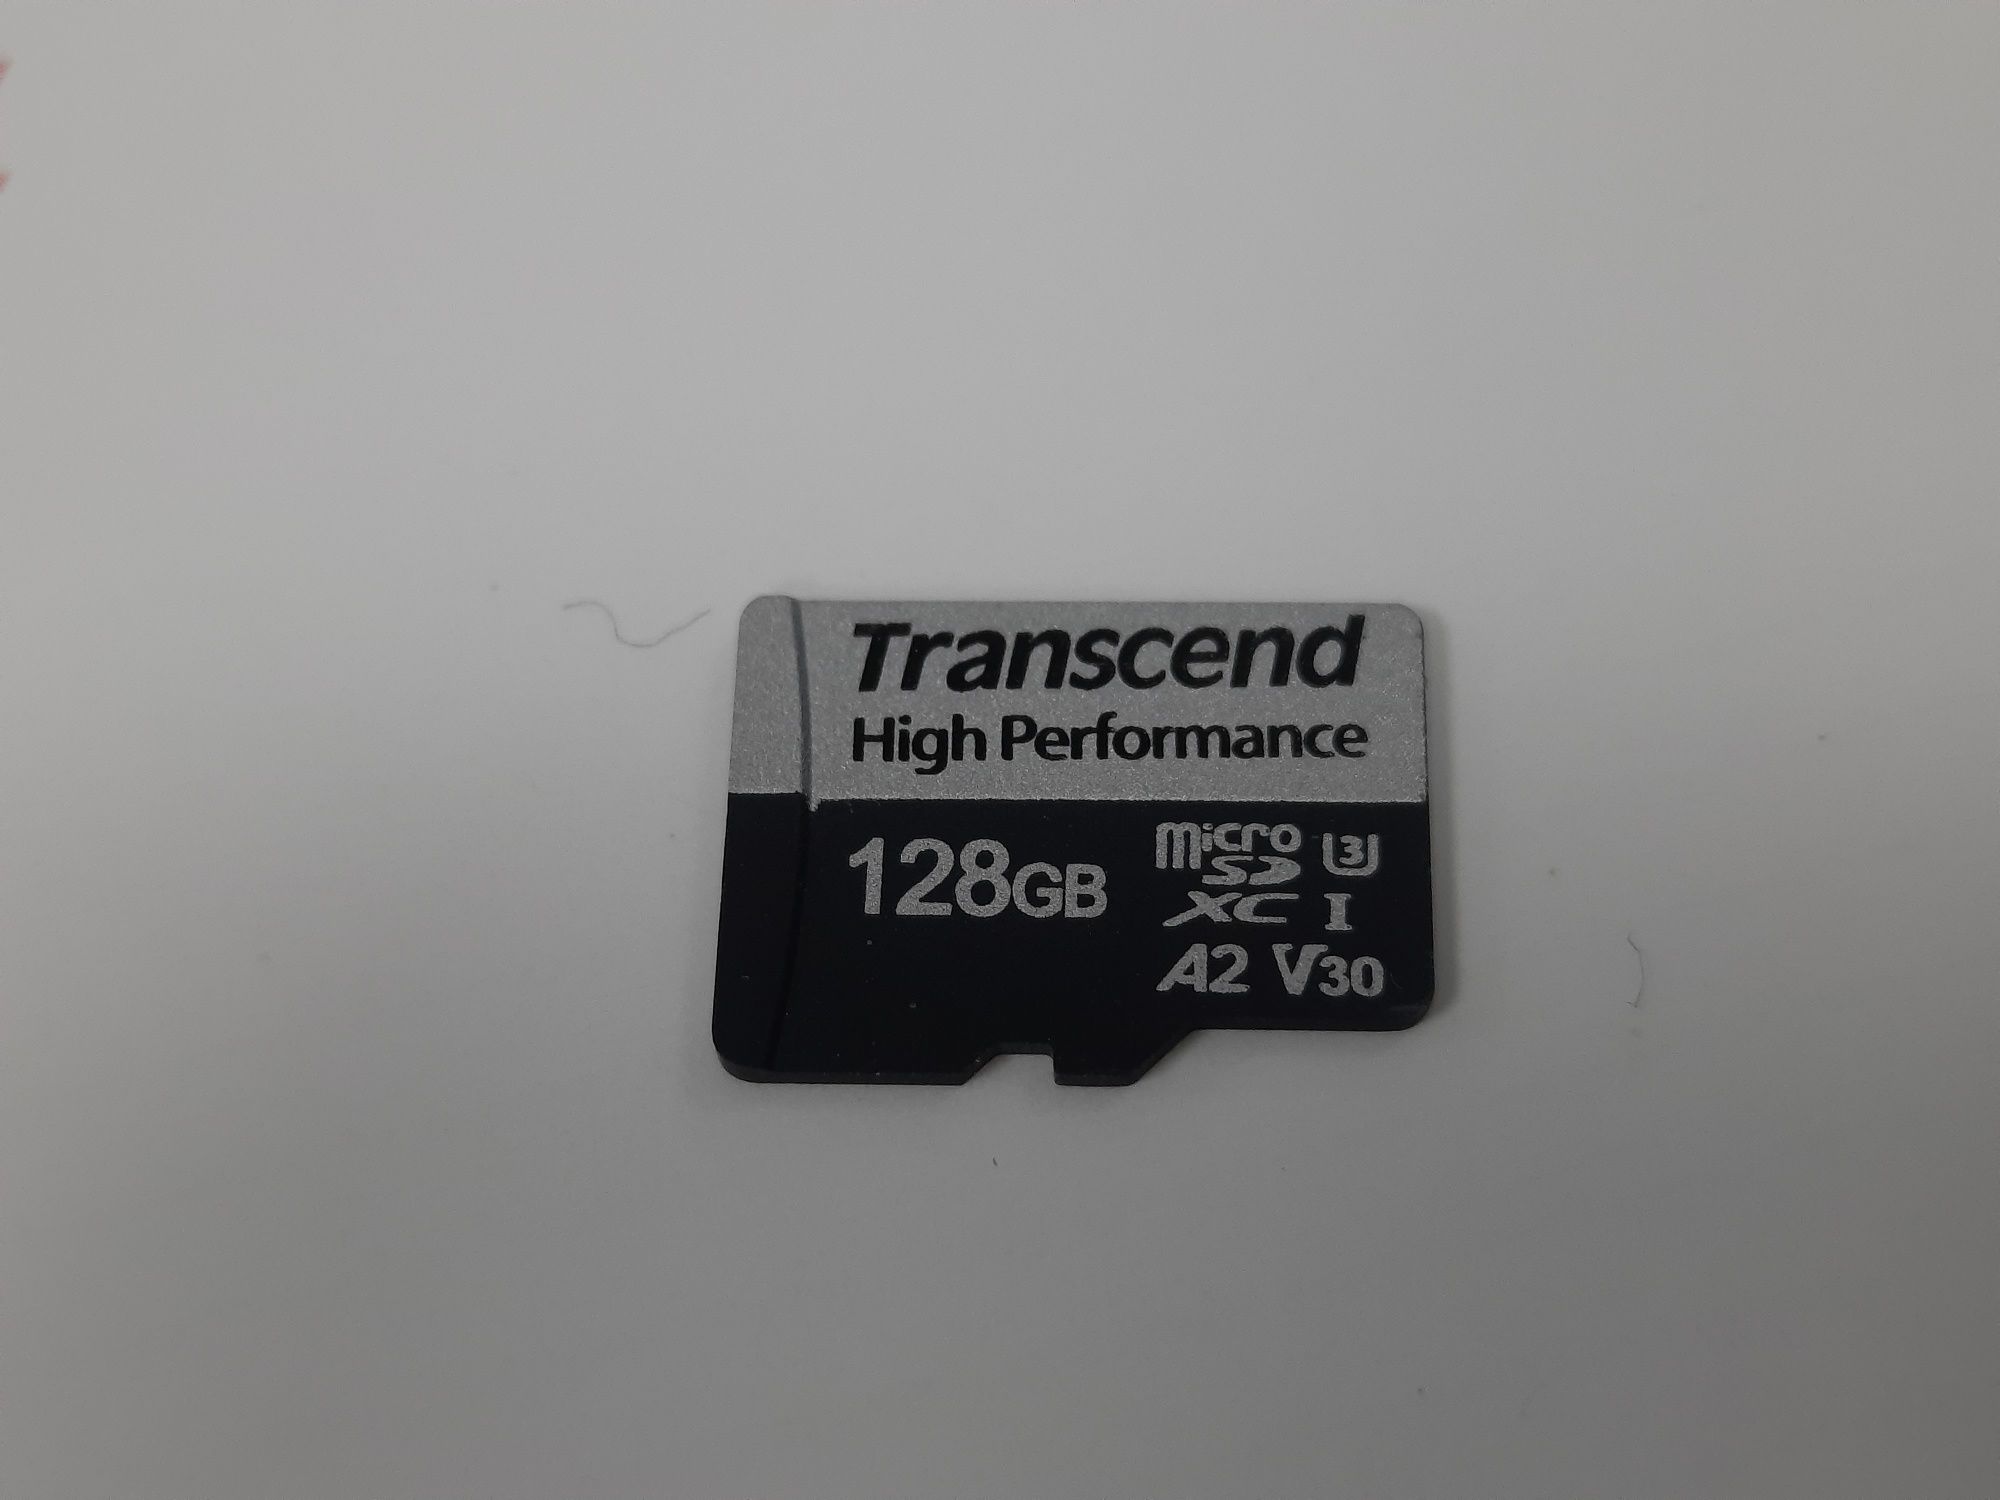 Transcend
High Performance
128GB
micro
SD
XC I
U3
A2 V30